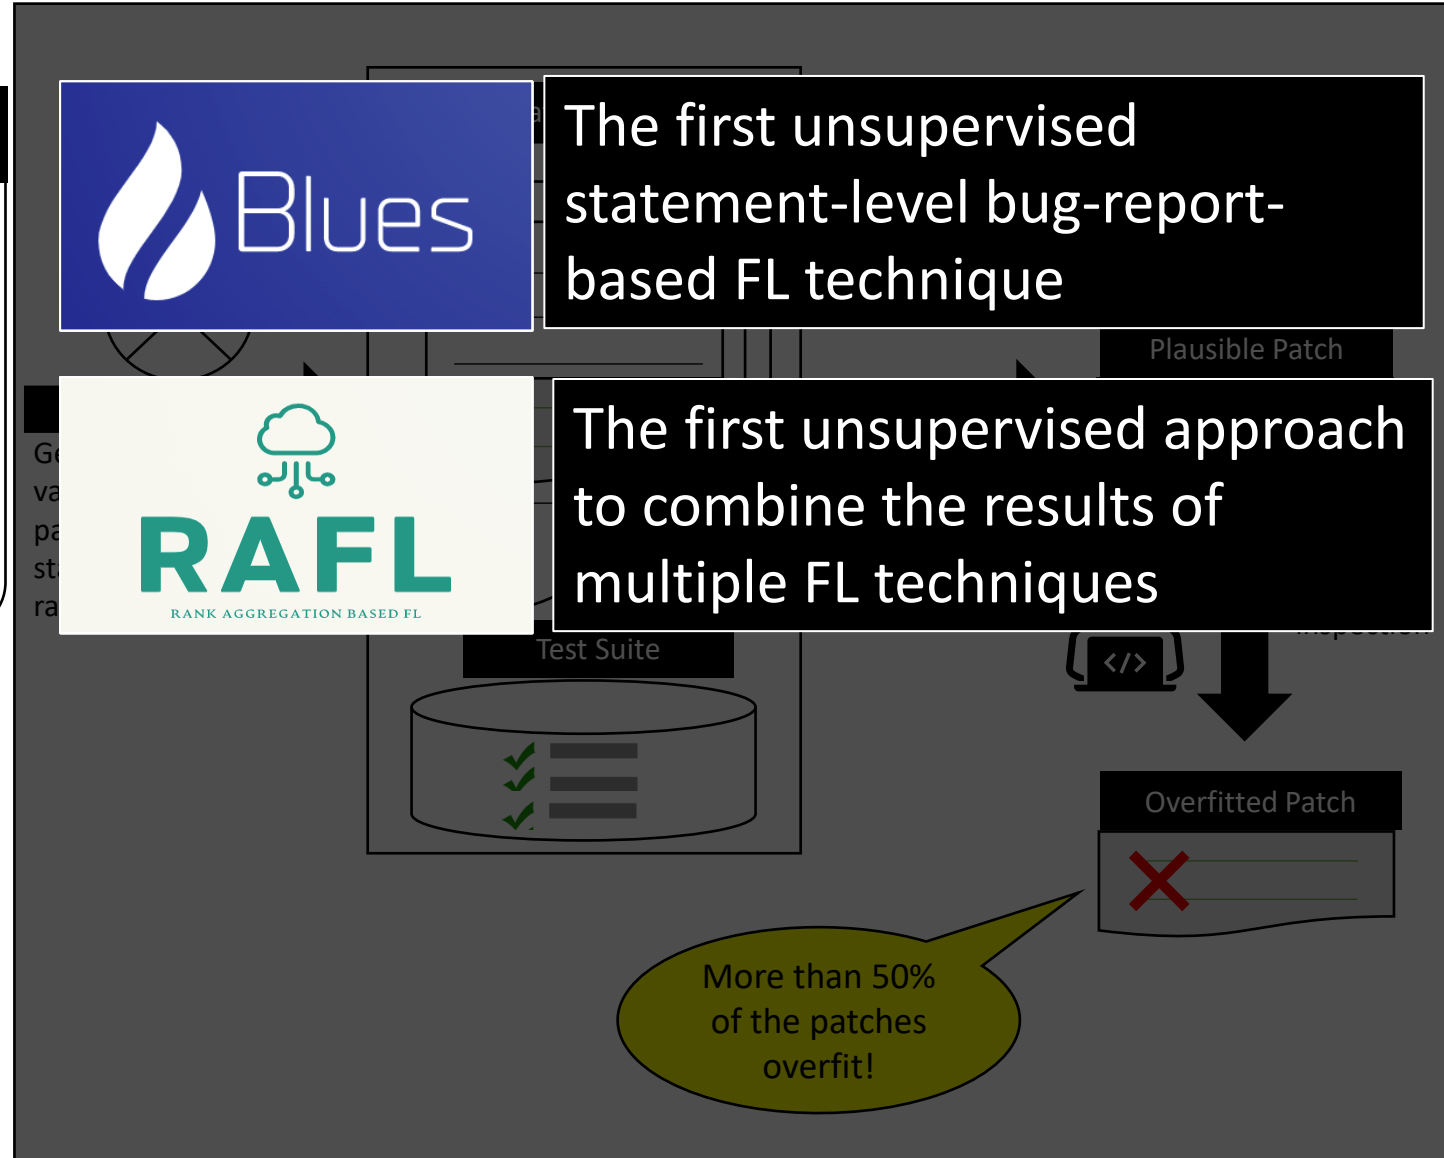 Blues
The first unsupervised
statement-level bug-report-
based FL technique
Plausible Patch
RAFL
RANK AGGREGATION BASED FL
The first unsupervised approach
to combine the results of
multiple FL techniques
Test Suite
</>
Overfitted Patch
More than 50%
of the patches
overfit!